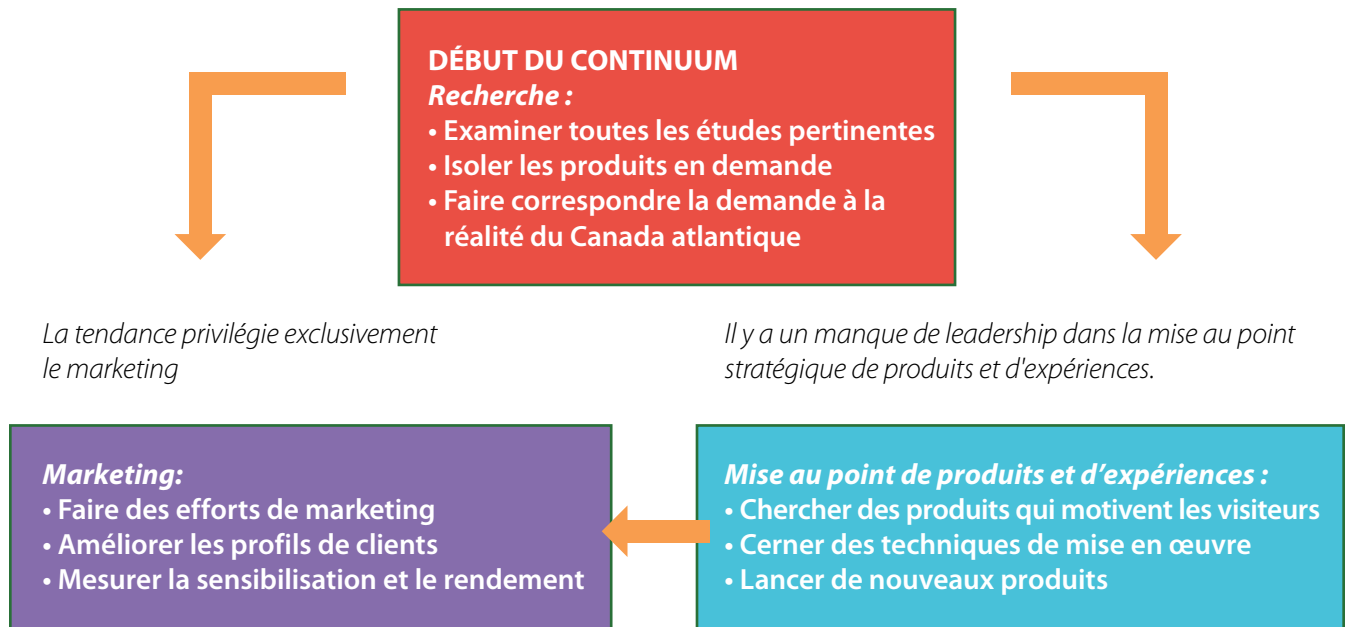 DÉBUT DU CONTINUUM
Recherche :
• Examiner toutes les études pertinentes
• Isoler les produits en demande
• Faire correspondre la demande à la
réalité du Canada atlantique
La tendance privilégie exclusivement
le marketing
Il y a un manque de leadership dans la mise au point
stratégique de produits et d'expériences.
Marketing:
• Faire des efforts de marketing
• Améliorer les profils de clients
• Mesurer la sensibilisation et le rendement
Mise au point de produits et d’expériences :
• Chercher des produits qui motivent les visiteurs
• Cerner des techniques de mise en œuvre
• Lancer de nouveaux produits